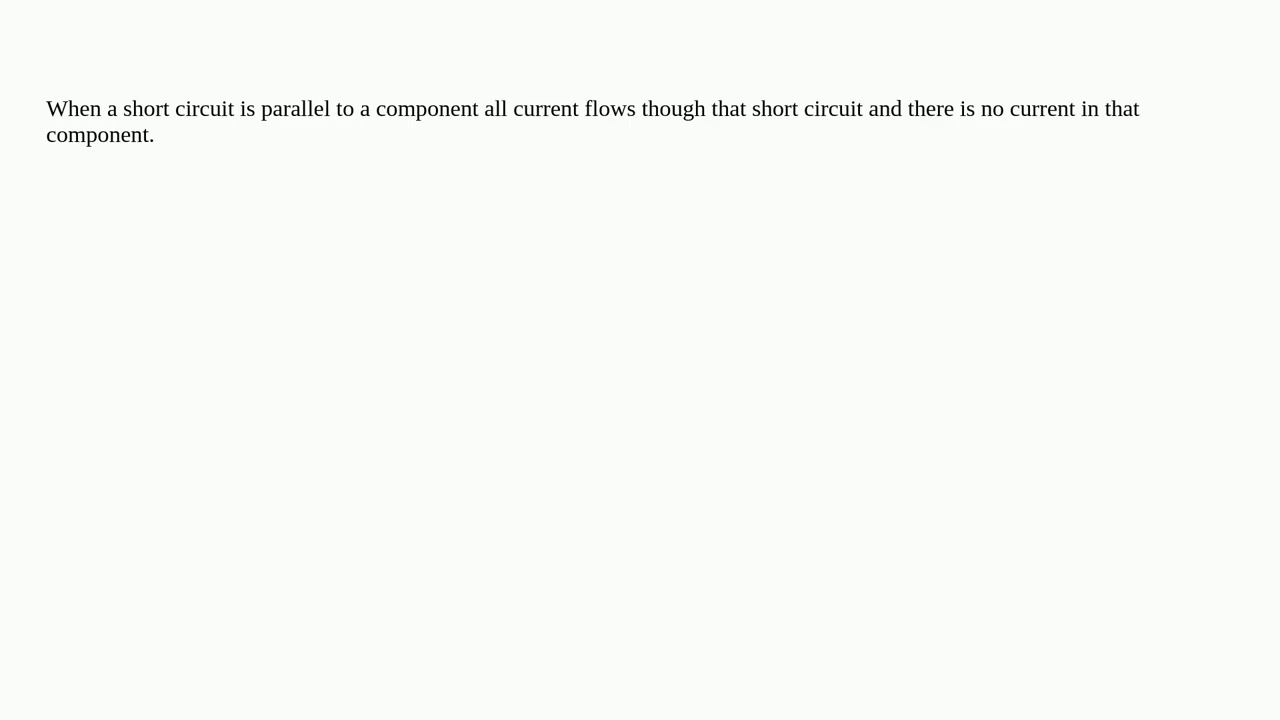 When a short circuit is parallel to a component all current flows though that short circuit and there is no current in that
component.